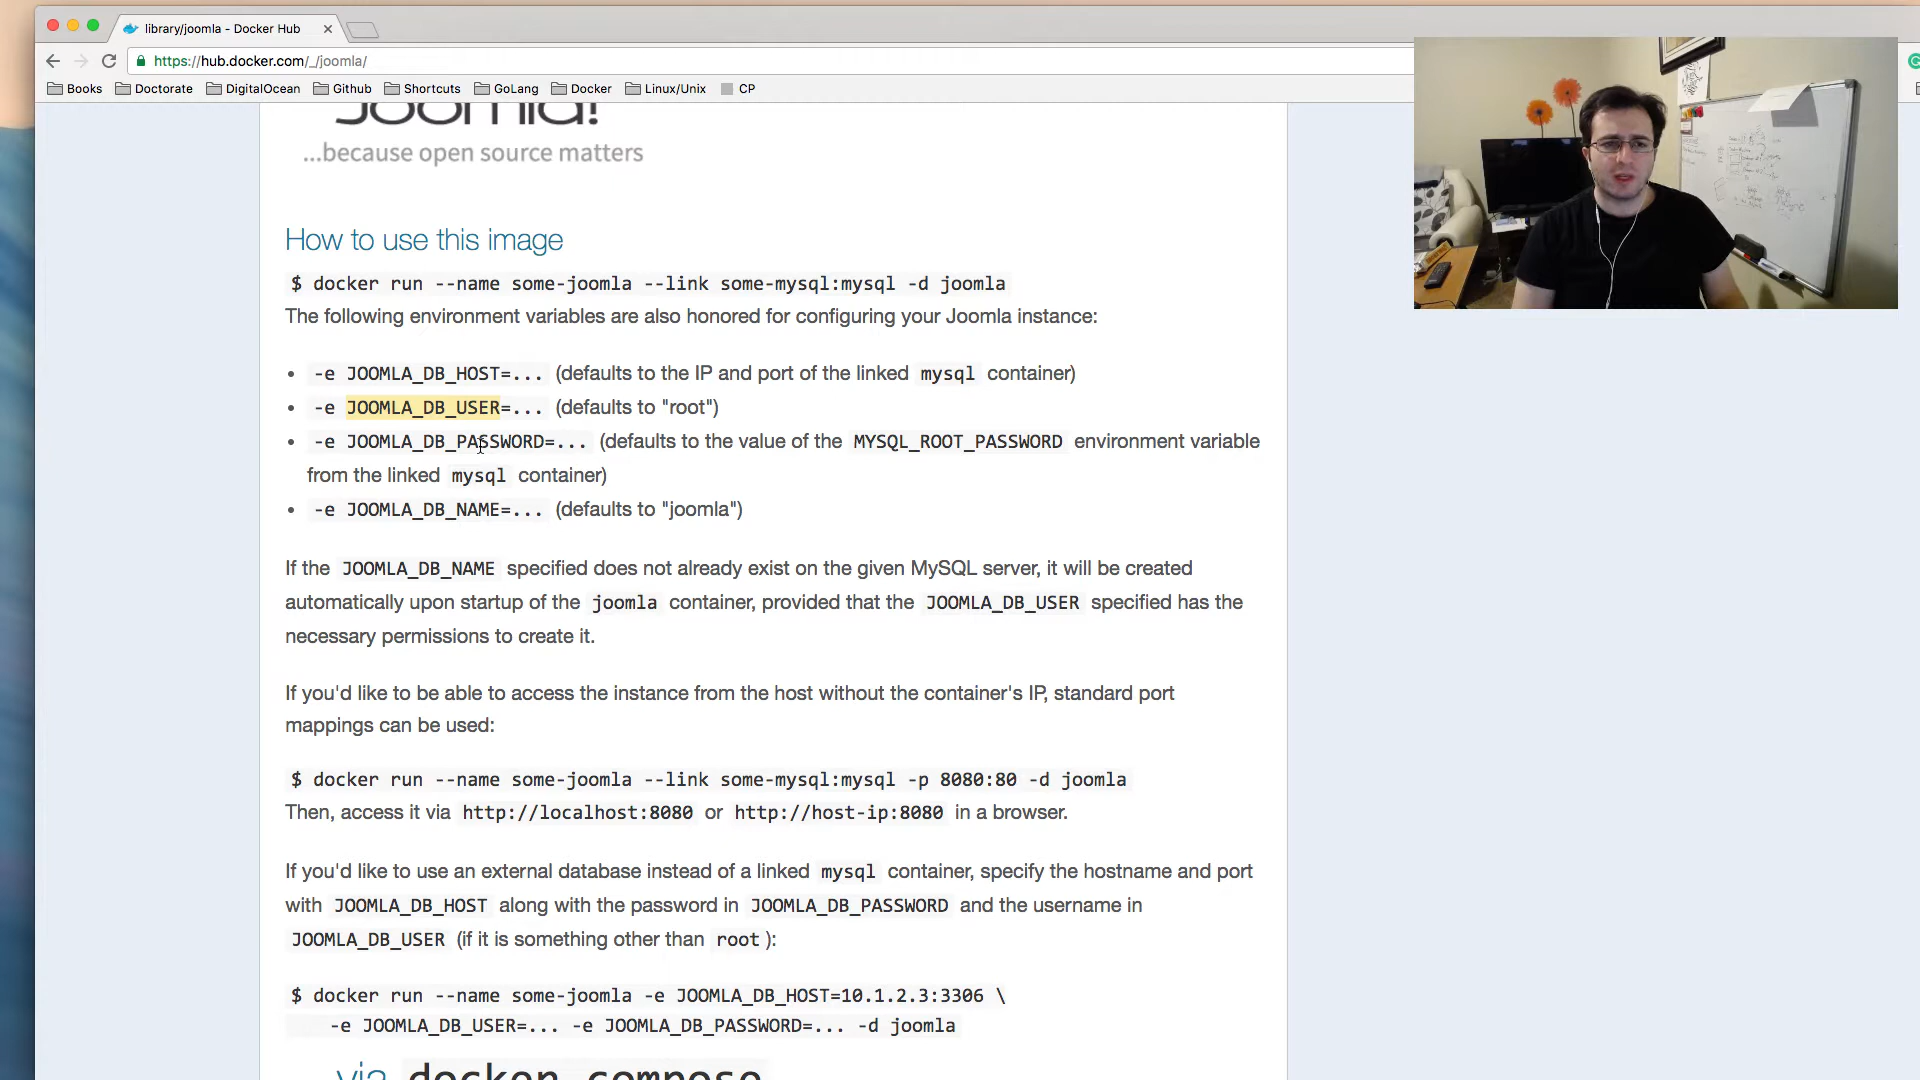 library/joomla - Docker Hub
https://hub.docker.com/_/joomla/
Books Doctorate DigitalOcean Github Shortcuts GoLang Docker Linux/Unix CP
Joomla!
...because open source matters
How to use this image
$ docker run --name some-joomla --link some-mysql:mysql -d joomla
The following environment variables are also honored for configuring your Joomla instance:
• -e JOOMLA_DB_HOST=... (defaults to the IP and port of the linked mysql container)
• -e JOOMLA_DB_USER=... (defaults to "root")
• -e JOOMLA_DB_PASSWORD=... (defaults to the value of the MYSQL_ROOT_PASSWORD environment variable
from the linked mysql container)
• -e JOOMLA_DB_NAME=... (defaults to "joomla")
If the JOOMLA_DB_NAME specified does not already exist on the given MySQL server, it will be created
automatically upon startup of the joomla container, provided that the JOOMLA_DB_USER specified has the
necessary permissions to create it.
If you'd like to be able to access the instance from the host without the container's IP, standard port
mappings can be used:
$ docker run --name some-joomla --link some-mysql:mysql -p 8080:80 -d joomla
Then, access it via http://localhost:8080 or http://host-ip:8080 in a browser.
If you'd like to use an external database instead of a linked mysql container, specify the hostname and port
with JOOMLA_DB_HOST along with the password in JOOMLA_DB_PASSWORD and the username in
JOOMLA_DB_USER (if it is something other than root ):
$ docker run --name some-joomla -e JOOMLA_DB_HOST=10.1.2.3:3306 \
-e JOOMLA_DB_USER=... -e JOOMLA_DB_PASSWORD=... -d joomla
via docker compose